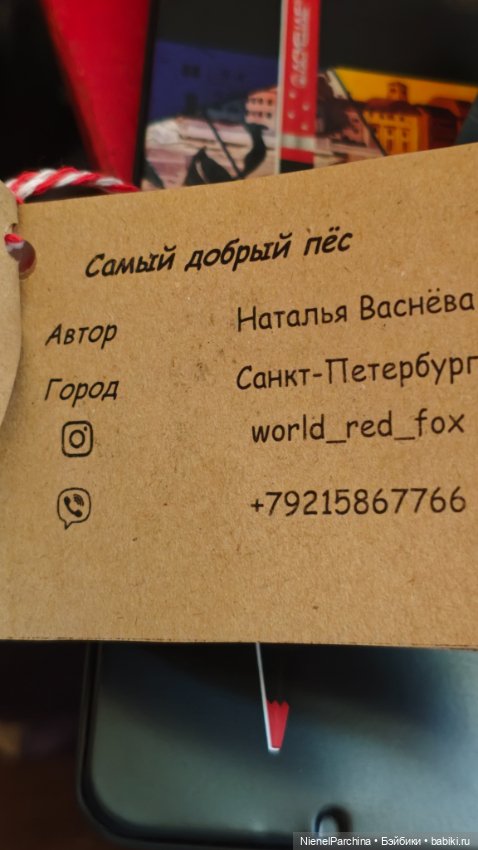 Самый добрый пёс
Автор Наталья Васнёва
Город Санкт-Петербург
world_red_fox
+79215867766
NienelParchina • Бэйбики • babiki.ru